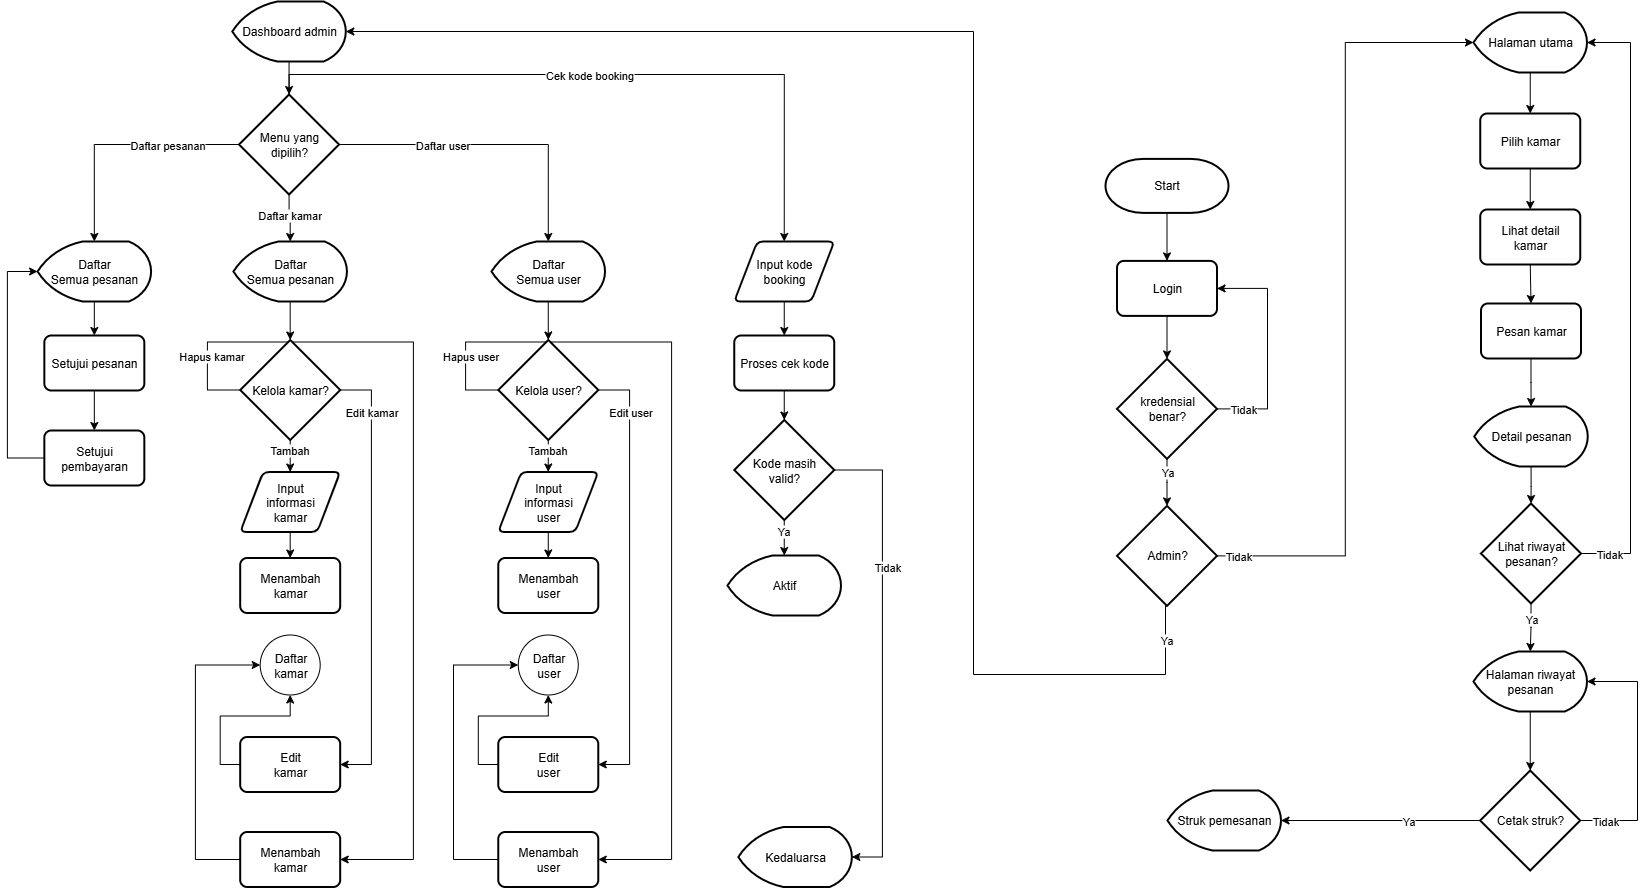 Dashboard admin
Cek kode booking
Menu yang
dipilih?
Daftar pesanan
Daftar user
Daftar kamar
Daftar
Semua pesanan
Daftar
Semua pesanan
Daftar
Semua user
Input kode
booking
Setujui pesanan
Hapus kamar
Kelola kamar?
Edit kamar
Hapus user
Kelola user?
Edit user
Proses cek kode
Setujui
pembayaran
Tambah
Tambah
Kode masih
valid?
Input
informasi
kamar
Input
informasi
user
Ya
Tidak
Menambah
kamar
Menambah
user
Aktif
Daftar
kamar
Daftar
user
Edit
kamar
Edit
user
Menambah
kamar
Menambah
user
Kedaluarsa
Start
Login
kredensial
benar?
Tidak
Ya
Admin?
Tidak
Ya
Halaman utama
Pilih kamar
Lihat detail
kamar
Pesan kamar
Detail pesanan
Lihat riwayat
pesanan?
Tidak
Ya
Halaman riwayat
pesanan
Cetak struk?
Tidak
Ya
Struk pemesanan